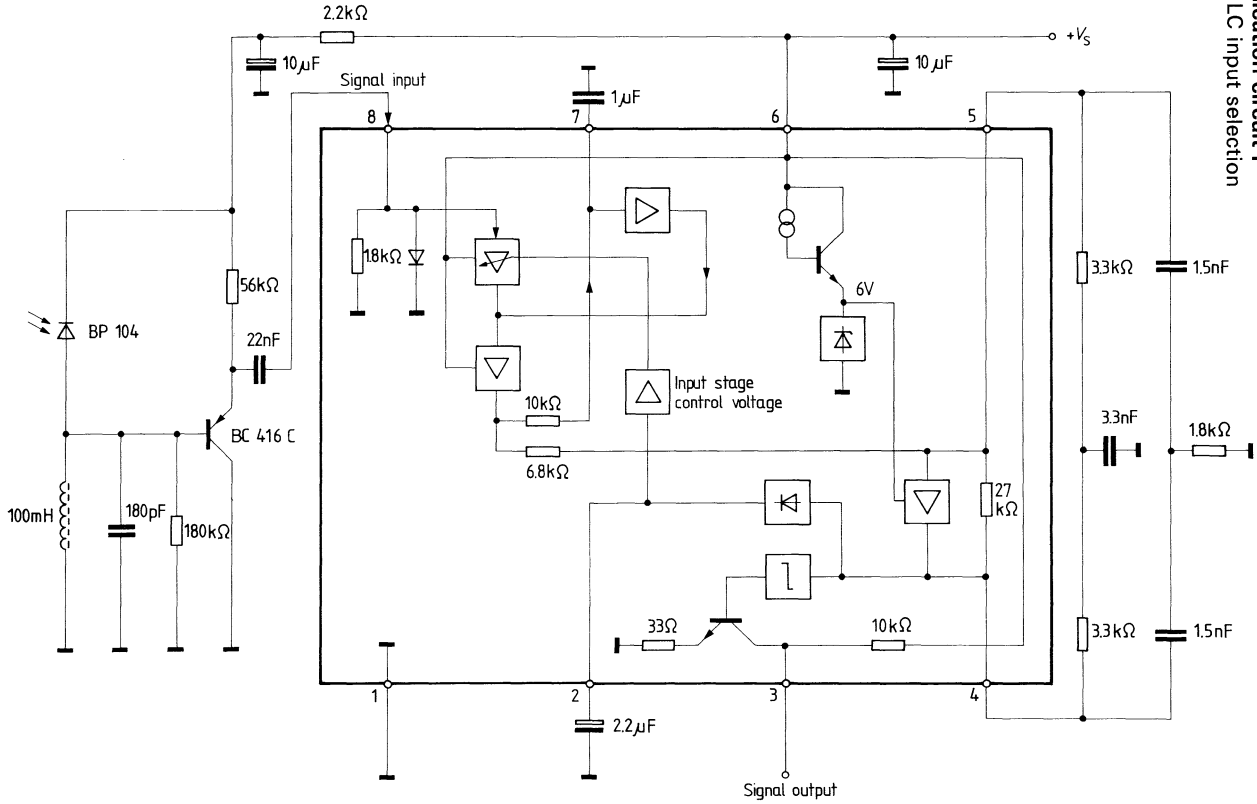 LC input selection
2.2kΩ
+VS
10µF
10µF
Signal input
1µF
8
7
6
5
1.8kΩ
3.3kΩ
1.5nF
56kΩ
6V
BP 104
22nF
Input stage
control voltage
10kΩ
BC 416 C
3.3nF
1.8kΩ
6.8kΩ
27
kΩ
100mH
180pF
180kΩ
33Ω
10kΩ
3.3kΩ
1.5nF
1
2
3
4
2.2µF
Signal output